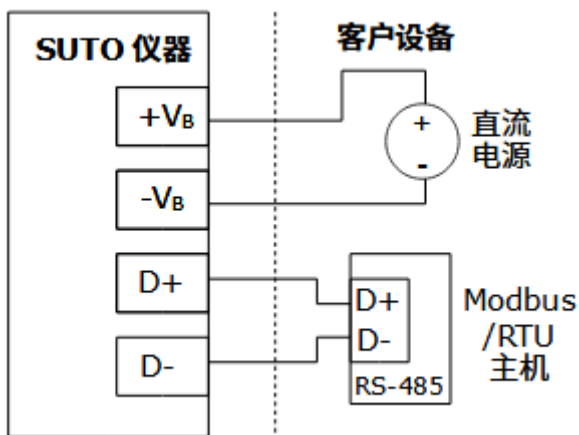 SUTO 仪器
客户设备
+VB
+
-
直流
电源
-VB
D+
D-
D+
D-
RS-485
Modbus
/RTU
主机